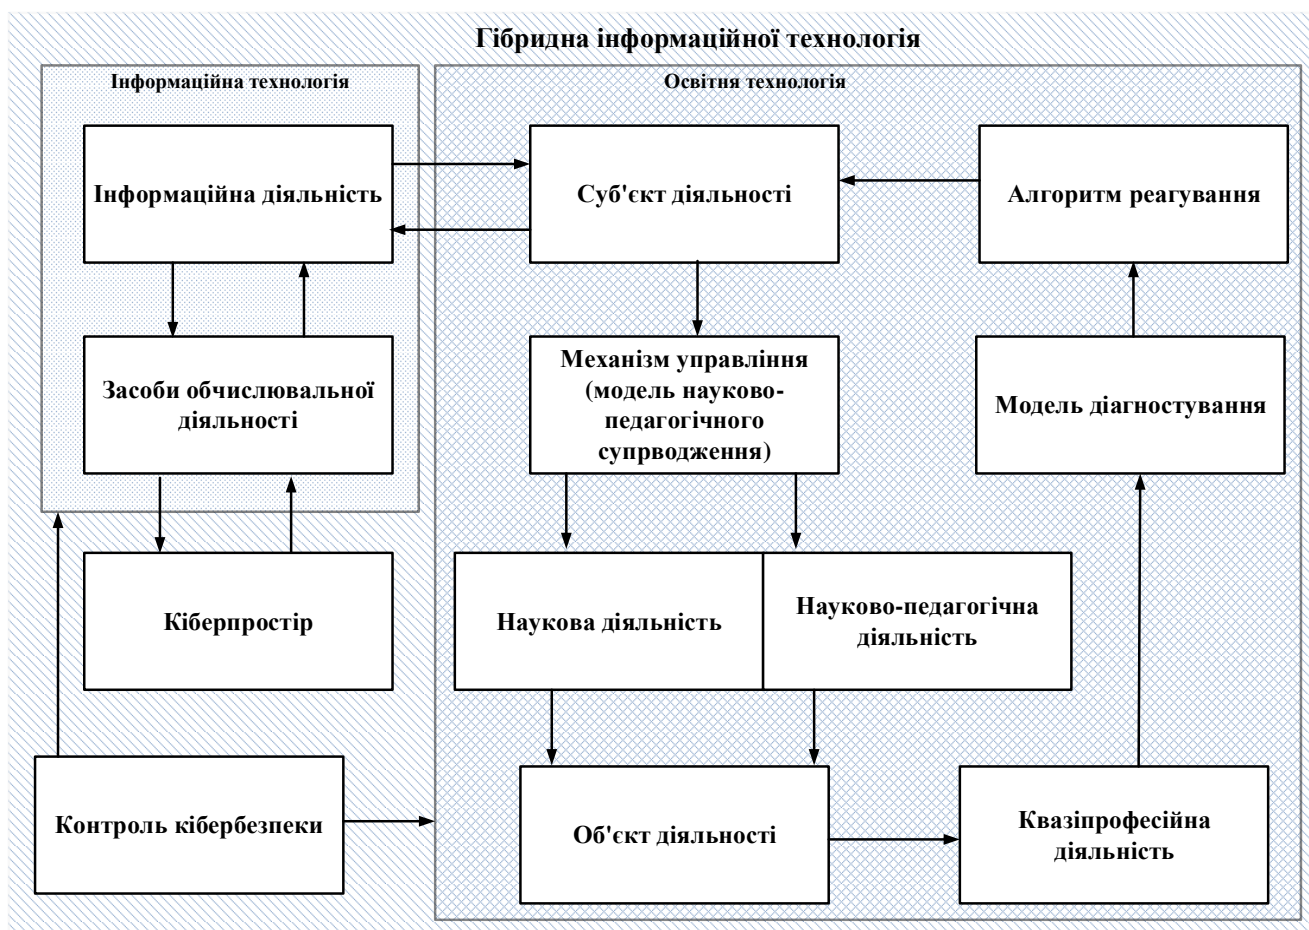 Гібридна інформаційної технологія
Інформаційна технологія
Освітня технологія
Інформаційна діяльність
Суб'єкт діяльності
Алгоритм реагування
Засоби обчислювальної
діяльності
Механізм управління
(модель науково-
педагогічного
супрводження)
Модель діагностування
Кіберпростір
Наукова діяльність
Науково-педагогічна
діяльність
Контроль кібербезпеки
Об'єкт діяльності
Квазіпрофесійна
діяльність